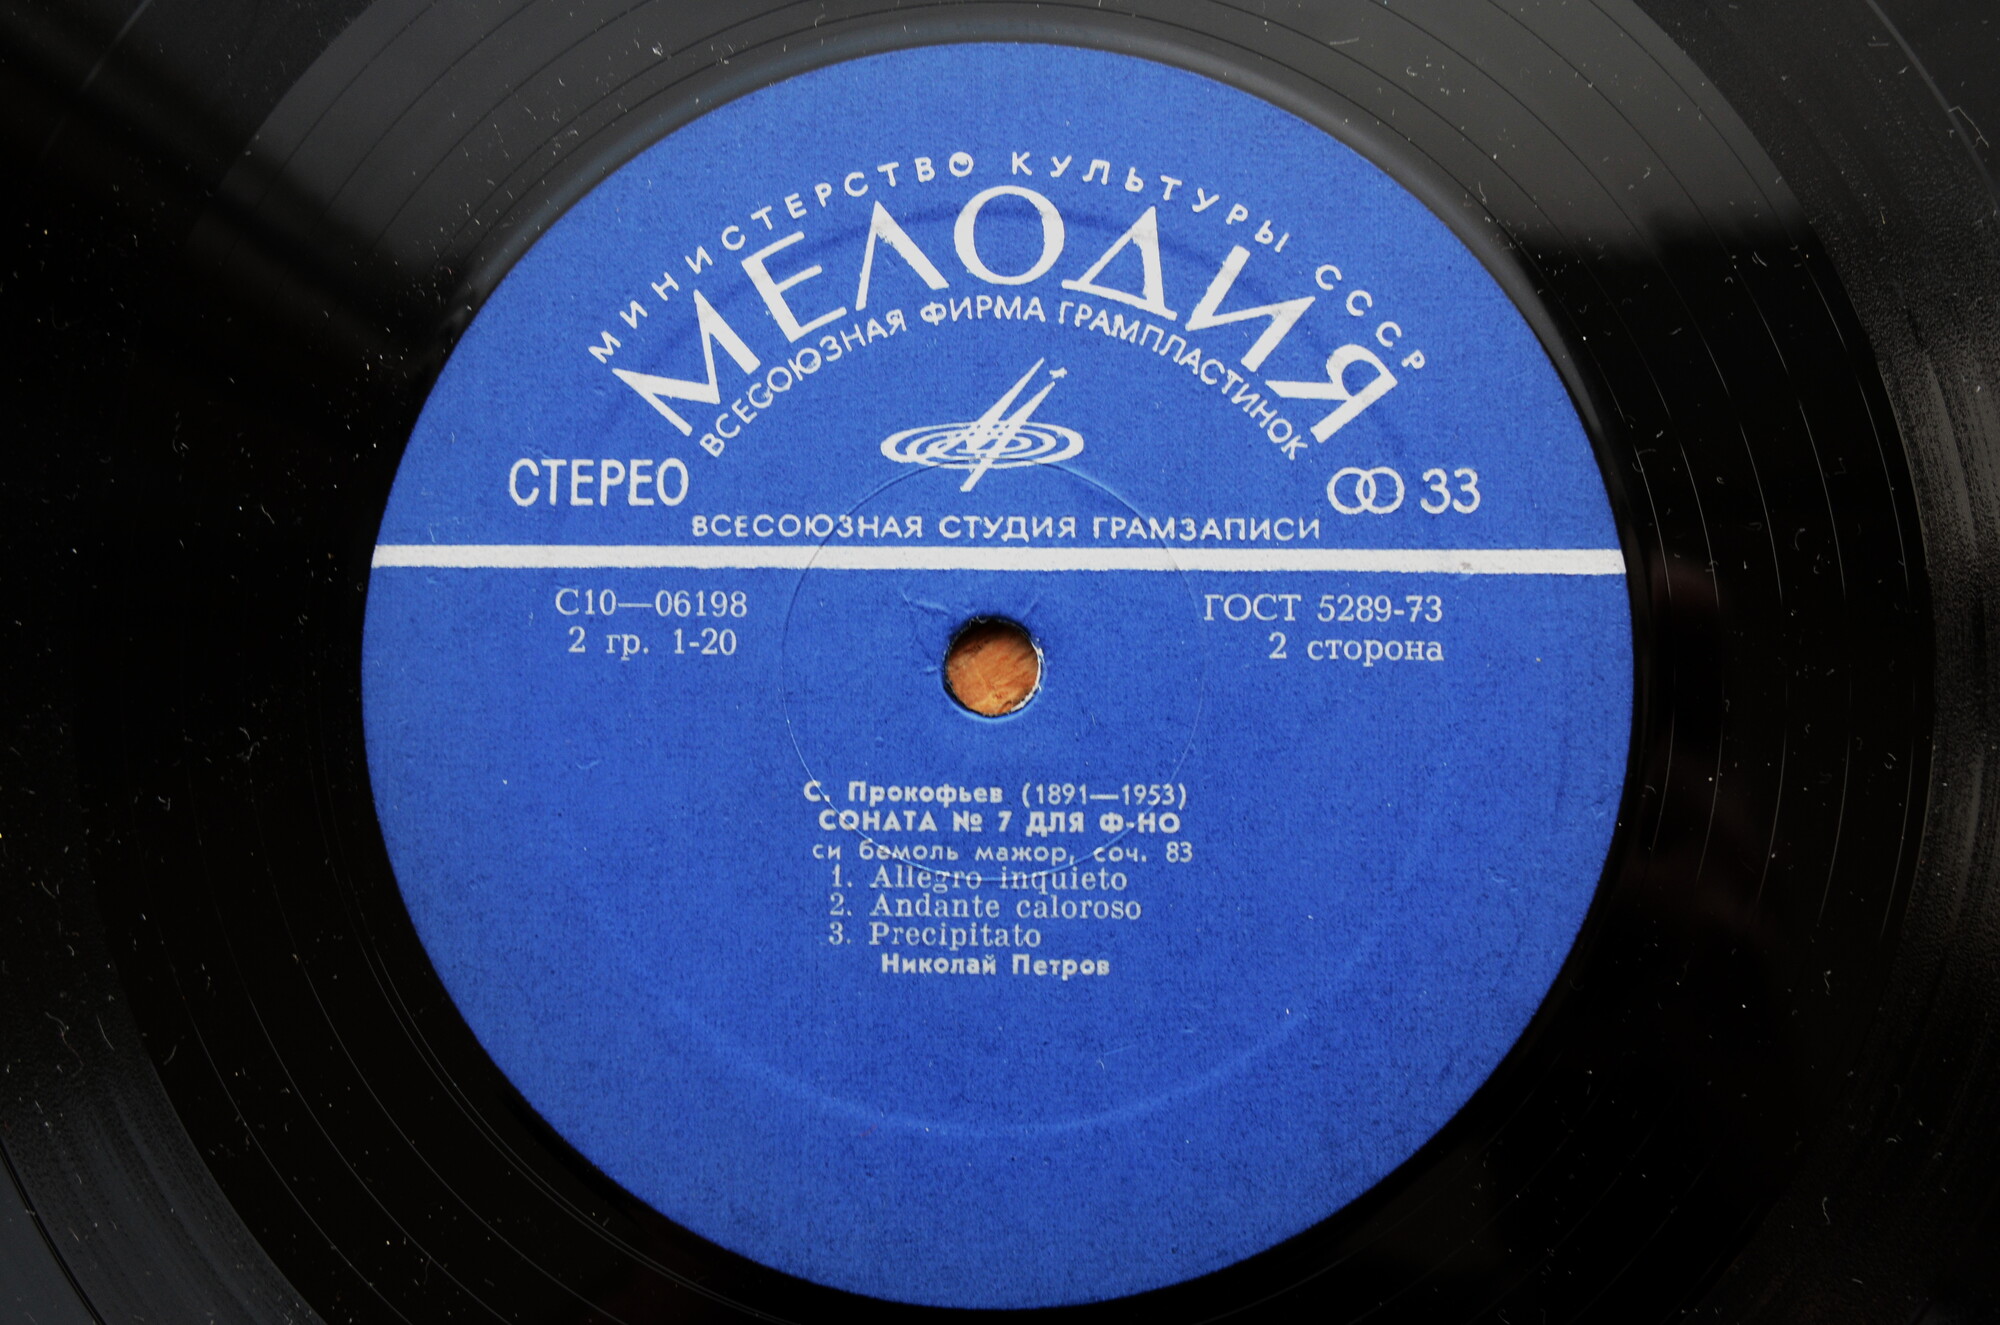 МИНИСТЕРСТВО КУЛЬТУРЫ СССР
МЕЛОДИЯ
ВСЕСОЮЗНАЯ ФИРМА ГРАМПЛАСТИНОК
СТЕРЕО 33
ВСЕСОЮЗНАЯ СТУДИЯ ГРАМЗАПИСИ
С10—06198 ГОСТ 5289-73
2 гр. 1-20 2 сторона
С. Прокофьев (1891—1953)
СОНАТА № 7 ДЛЯ Ф-НО
си бемоль мажор, соч. 83
1. Allegro inquieto
2. Andante caloroso
3. Precipitato
Николай Петров